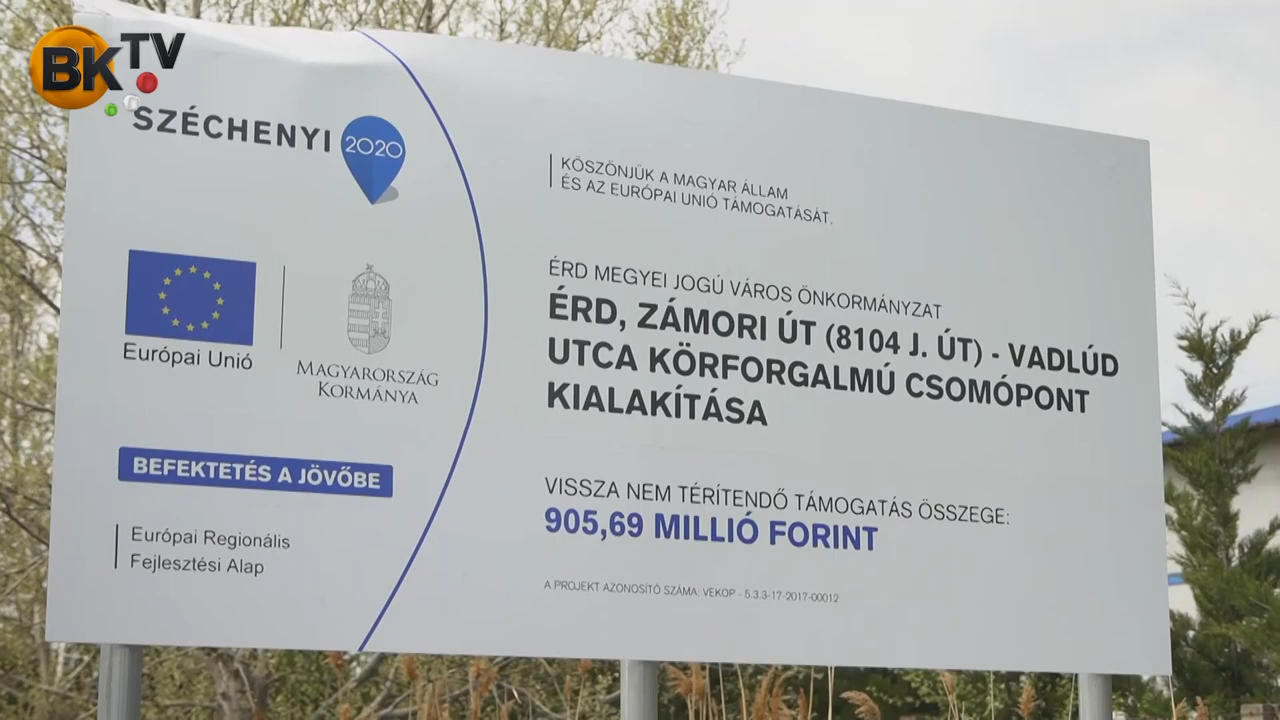 BKTV
SZÉCHENYI 2020
Európai Unió
MAGYARORSZÁG
KORMÁNYA
BEFEKTETÉS A JÖVŐBE
Európai Regionális
Fejlesztési Alap
KÖSZÖNJÜK A MAGYAR ÁLLAM
ÉS AZ EURÓPAI UNIÓ TÁMOGATÁSÁT.
ÉRD MEGYEI JOGÚ VÁROS ÖNKORMÁNYZAT
ÉRD, ZÁMORI ÚT (8104 J. ÚT) - VADLÚD
UTCA KÖRFORGALMÚ CSOMÓPONT
KIALAKÍTÁSA
VISSZA NEM TÉRÍTENDŐ TÁMOGATÁS ÖSSZEGE:
905,69 MILLIÓ FORINT
A PROJEKT AZONOSÍTÓ SZÁMA: VEKOP - 5.3.3-17-2017-00012